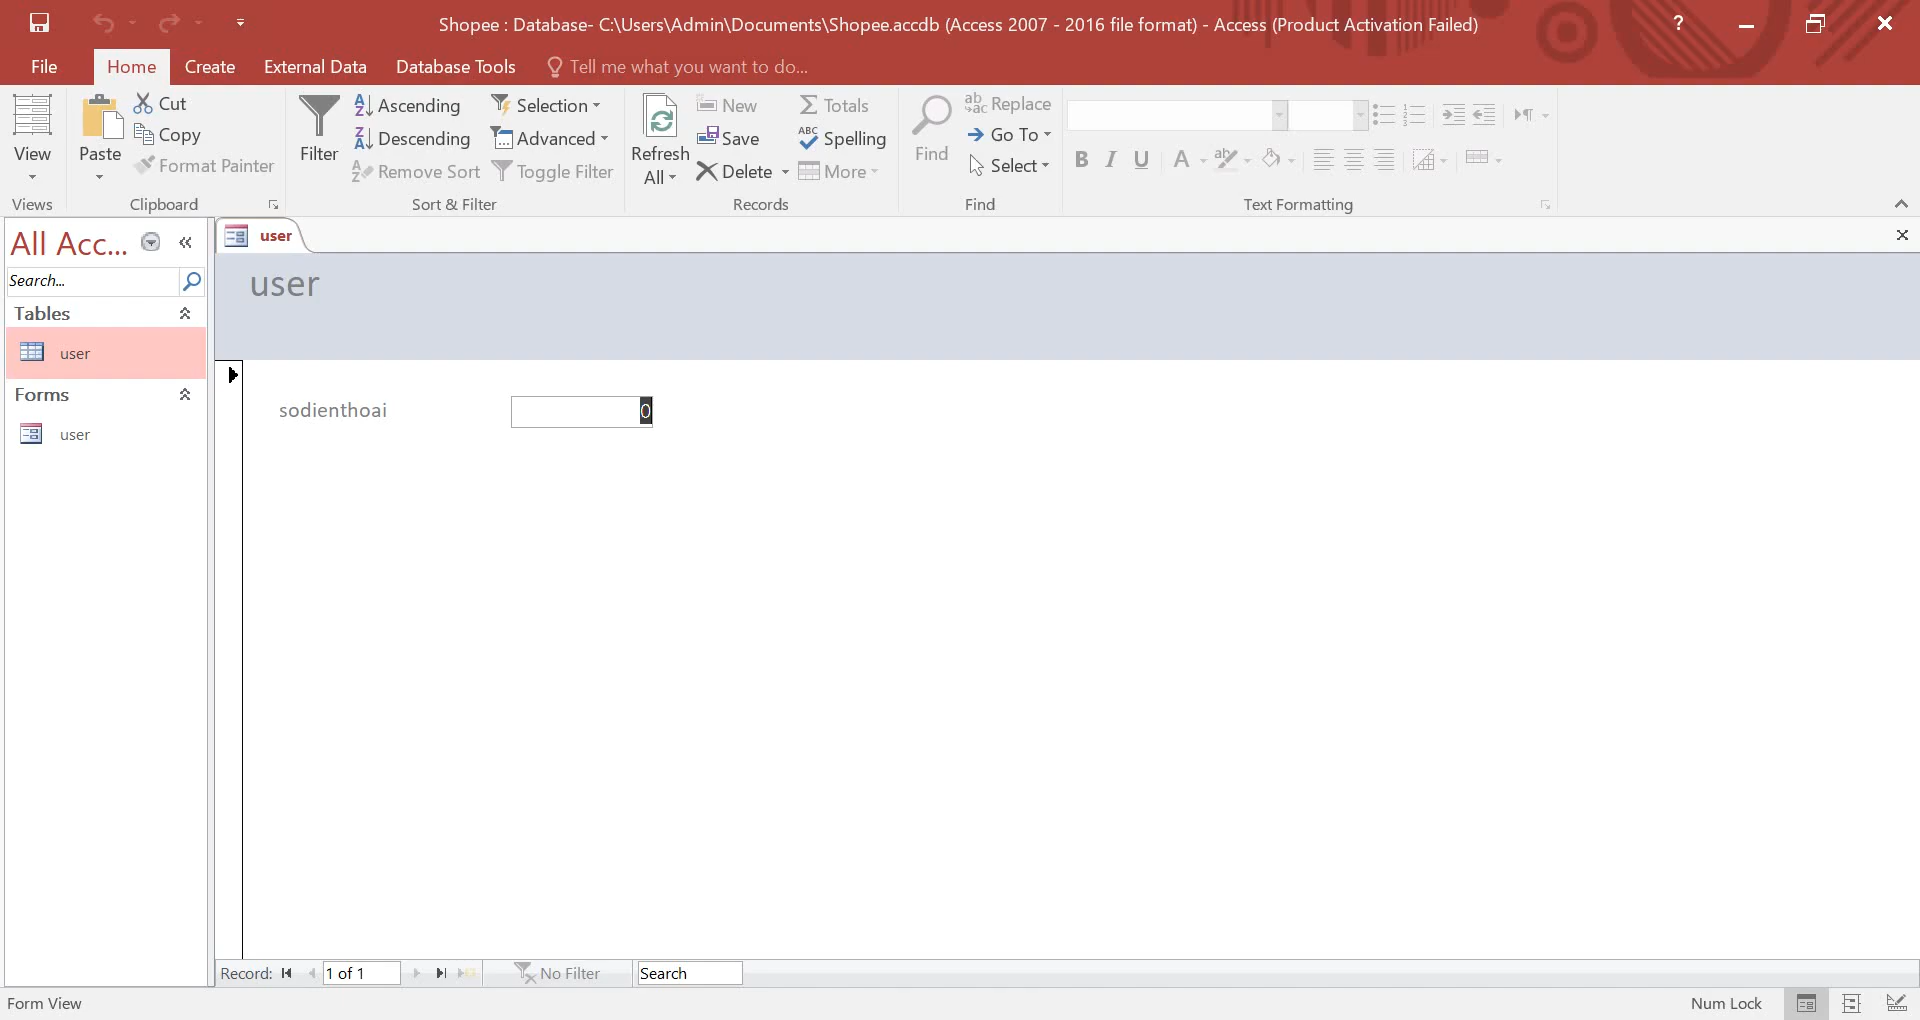 Shopee : Database- C:\Users\Admin\Documents\Shopee.accdb (Access 2007 - 2016 file format) - Access (Product Activation Failed)
?
File Home Create External Data Database Tools Tell me what you want to do...
View
Views
Paste
Cut
Copy
Format Painter
Clipboard
Filter
Ascending
Descending
Remove Sort
Selection
Advanced
Toggle Filter
Sort & Filter
Refresh
All
New
Save
Delete
Totals
Spelling
More
Records
Find
Replace
Go To
Select
Find
B I U A
Text Formatting
All Acc...
Search...
Tables
user
Forms
user
user
user
sodienthoai 0
Record: 1 of 1 No Filter Search
Form View Num Lock